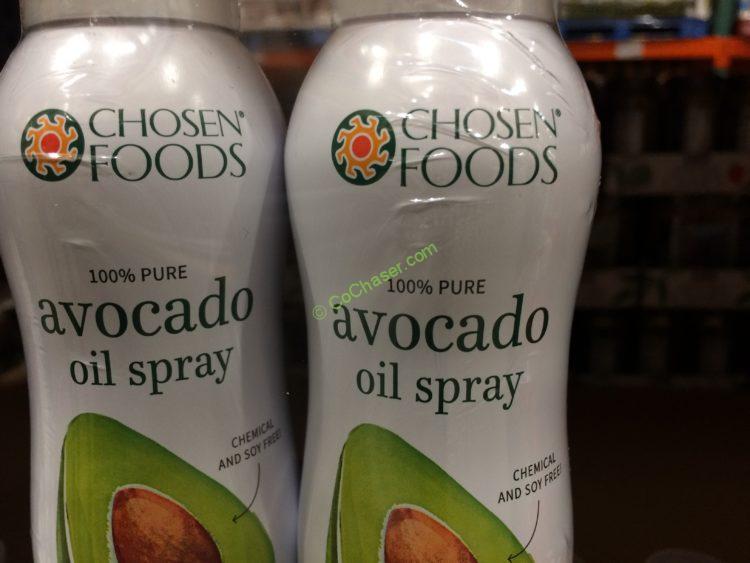 CHOSEN®
FOODS
100% PURE
avocado
oil spray
CHEMICAL
AND SOY FREE!
CHOSEN®
FOODS
© CoChaser.com
100% PURE
avocado
oil spray
CHEMICAL
AND SOY FREE!